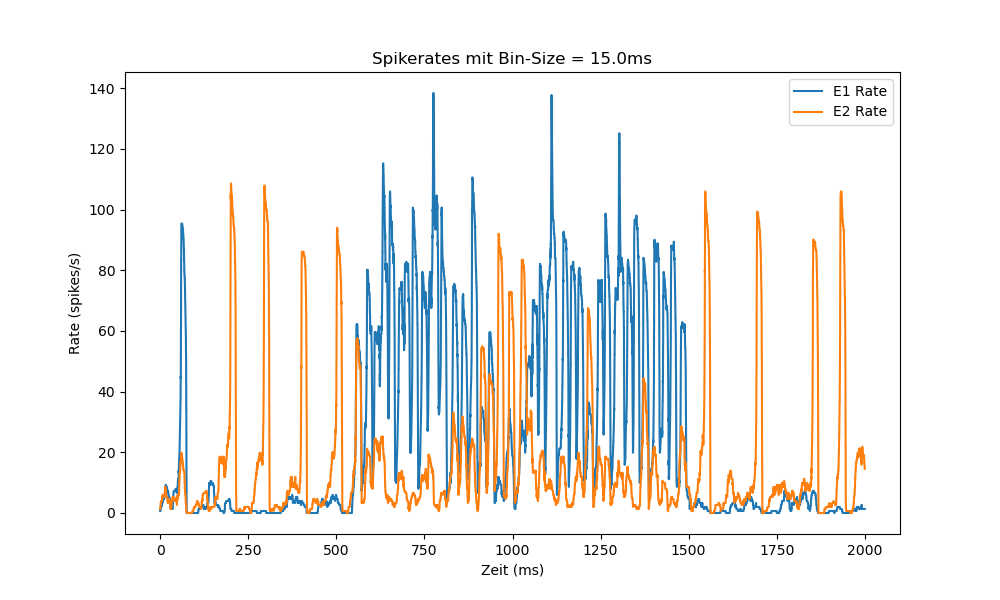 Spikerates mit Bin-Size = 15.0ms
E1 Rate
E2 Rate
140
120
100
80
60
40
20
0
Rate (spikes/s)
0 250 500 750 1000 1250 1500 1750 2000
Zeit (ms)